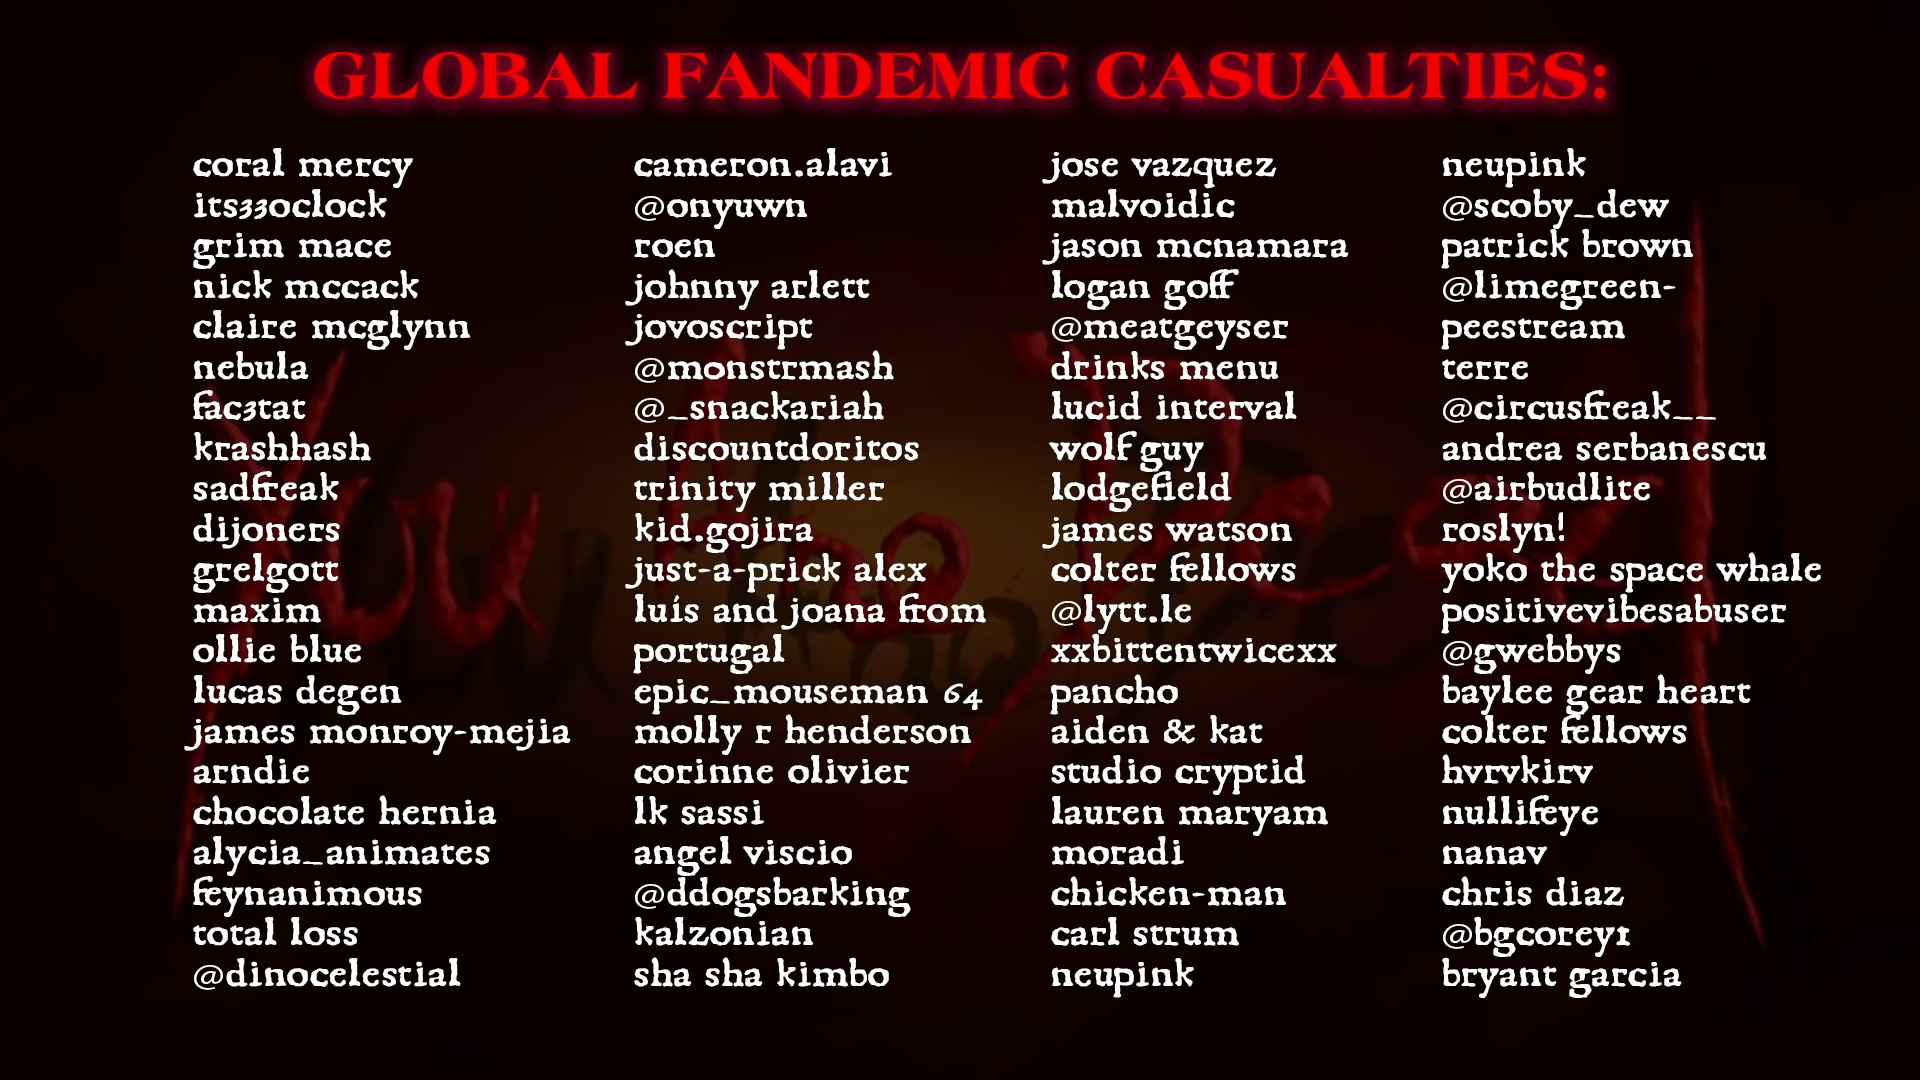 GLOBAL FANDEMIC CASUALTIES:
coral mercy
its33oclock
grim mace
nick mccack
claire mcglynn
nebula
fac3tat
krashhash
sadfreak
dijoners
grelgott
maxim
ollie blue
lucas degen
james monroy-mejia
arndie
chocolate hernia
alycia_animates
feynanimous
total loss
@dinocelestial
cameron.alavi
@onyuwn
roen
johnny arlett
jovoscript
@monstrmash
@_snackariah
discountdoritos
trinity miller
kid.gojira
just-a-prick alex
luís and joana from
portugal
epic_mouseman 64
molly r henderson
corinne olivier
lk sassi
angel viscio
@ddogsbarking
kalzonian
sha sha kimbo
jose vazquez
malvoidic
jason mcnamara
logan goff
@meatgeyser
drinks menu
lucid interval
wolf guy
lodgefield
james watson
colter fellows
@lytt.le
xxbittentwicexx
pancho
aiden & kat
studio cryptid
lauren maryam
moradi
chicken-man
carl strum
neupink
neupink
@scoby_dew
patrick brown
@limegreen-
peestream
terre
@circusfreak__
andrea serbanescu
@airbudlite
roslyn!
yoko the space whale
positivevibesabuser
@gwebbys
baylee gear heart
colter fellows
hvrvkirv
nullifeye
nanav
chris diaz
@bgcorey1
bryant garcia